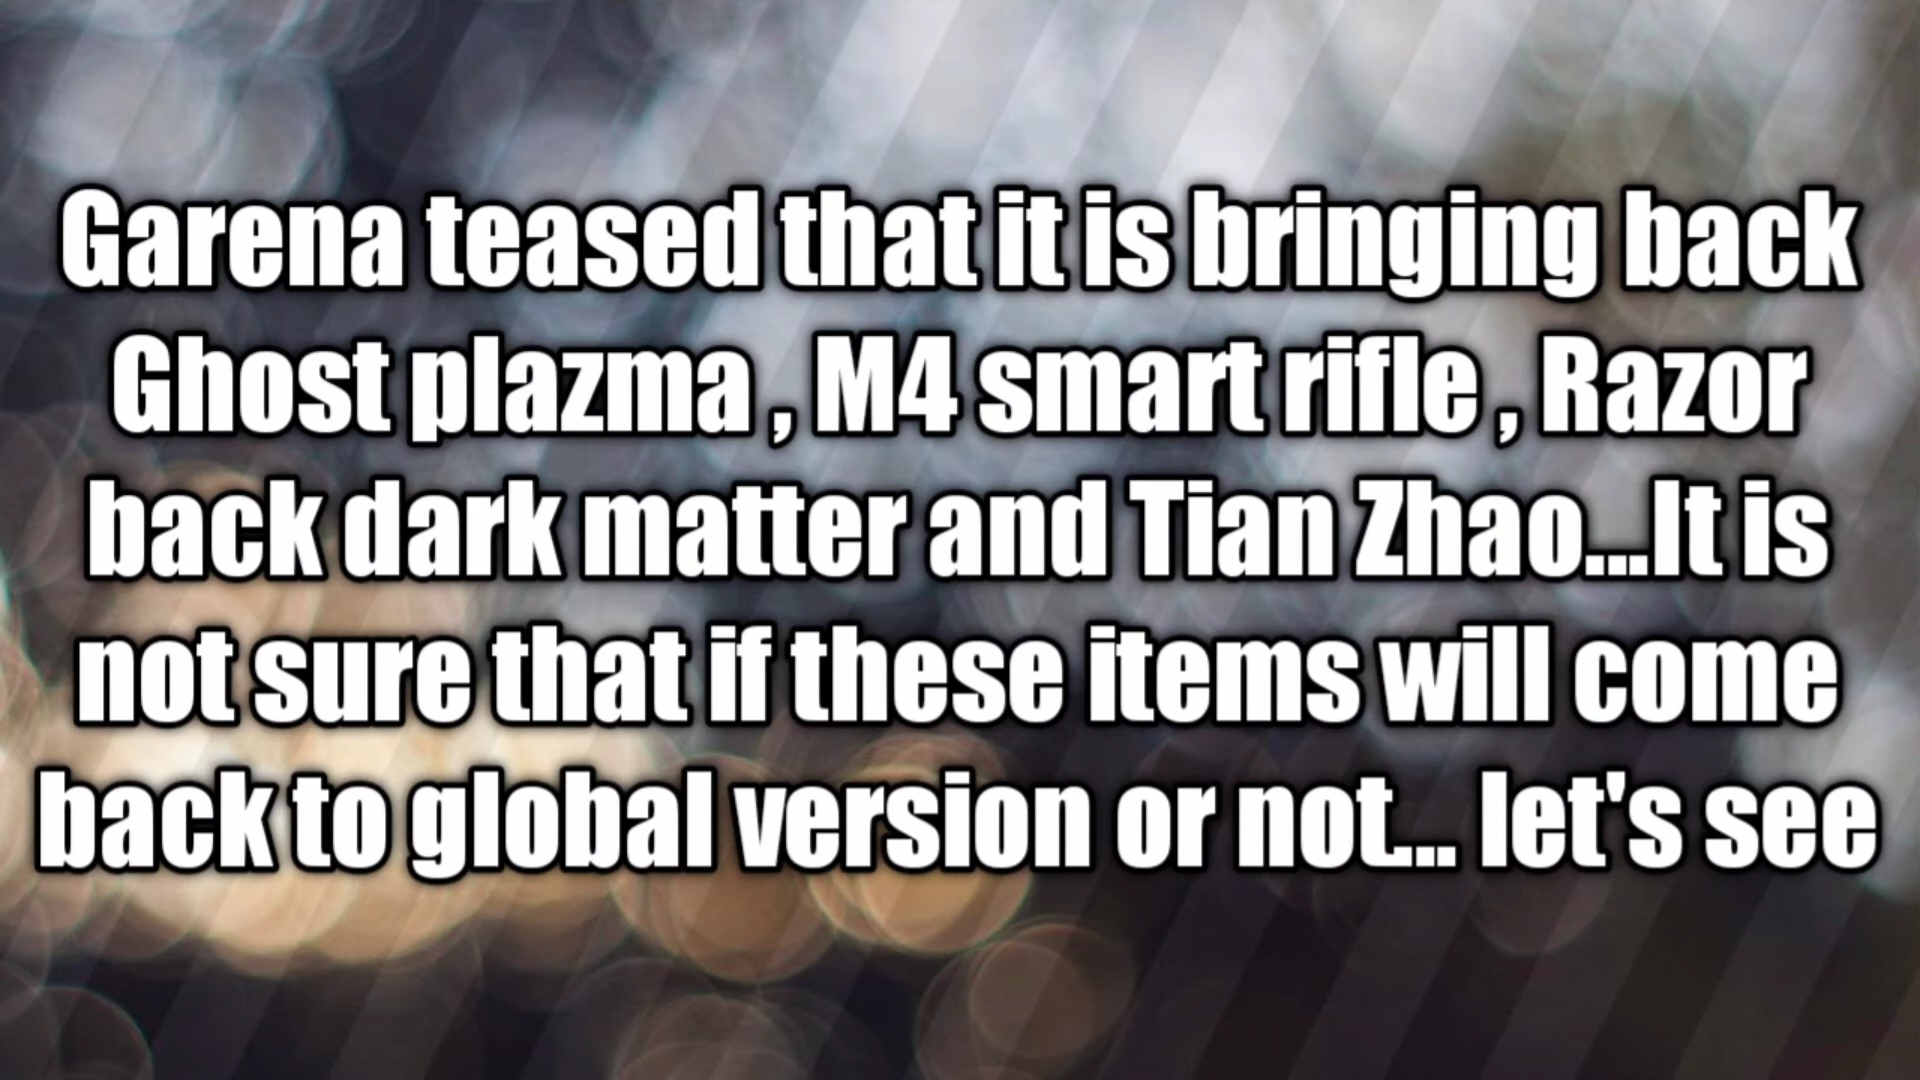 Garena teased that it is bringing back
Ghost plazma , M4 smart rifle , Razor
back dark matter and Tian Zhao...It is
not sure that if these items will come
back to global version or not... let's see